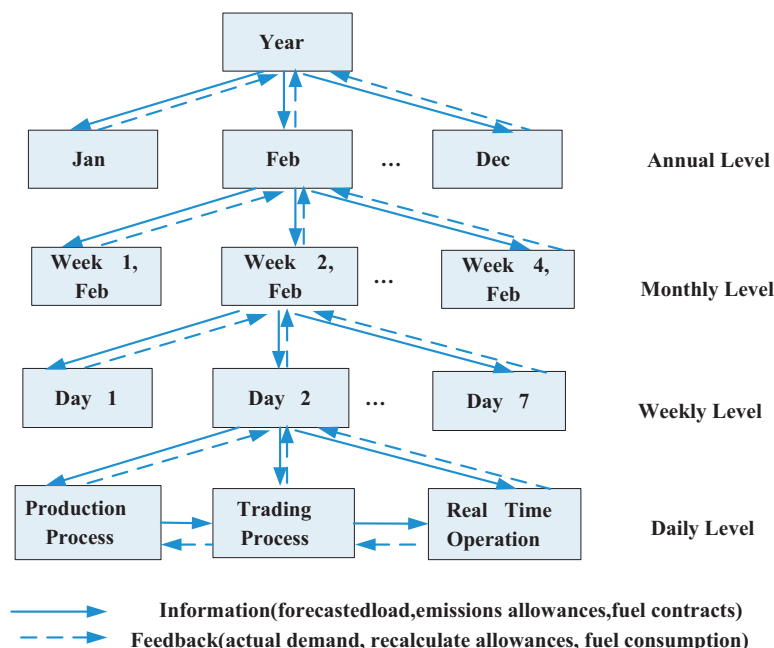 Year
Jan
Feb
...
Dec
Annual Level
Week 1,
Feb
Week 2,
Feb
...
Week 4,
Feb
Monthly Level
Day 1
Day 2
...
Day 7
Weekly Level
Production
Process
Trading
Process
Real Time
Operation
Daily Level
Information(forecastedload,emissions allowances,fuel contracts)
Feedback(actual demand, recalculate allowances, fuel consumption)